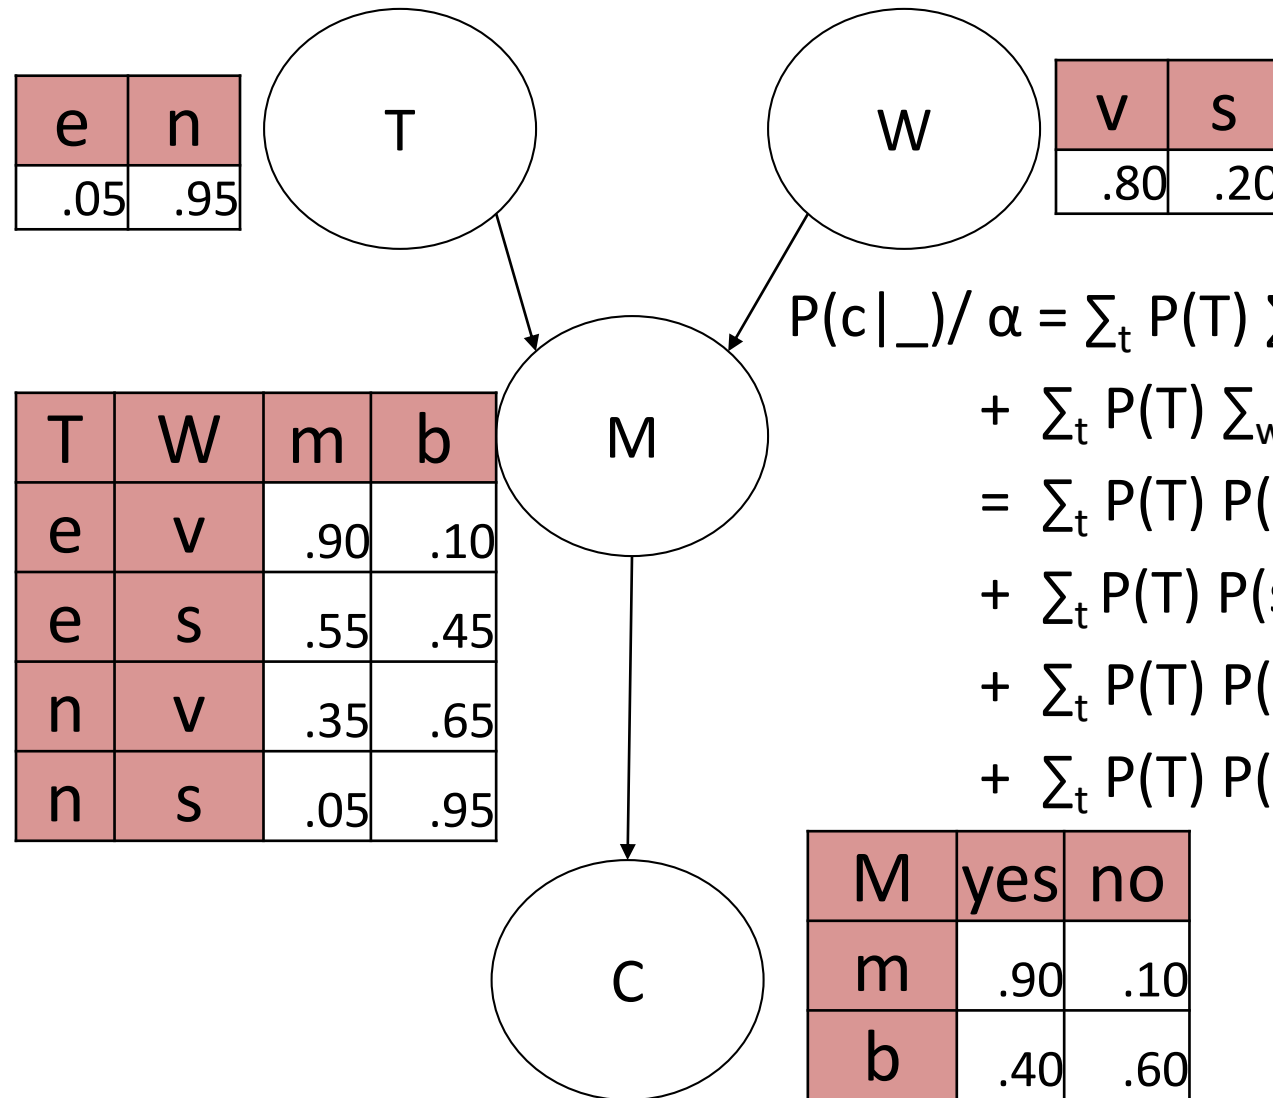 e n
.05 .95
T
W
v s
.80 .20
P(c|_)/ α = ∑t P(T)
+ ∑t P(T) ∑w
= ∑t P(T) P(
+ ∑t P(T) P(s
+ ∑t P(T) P(
+ ∑t P(T) P(
T W m b
e v .90 .10
e s .55 .45
n v .35 .65
n s .05 .95
M
C
M yes no
m .90 .10
b .40 .60